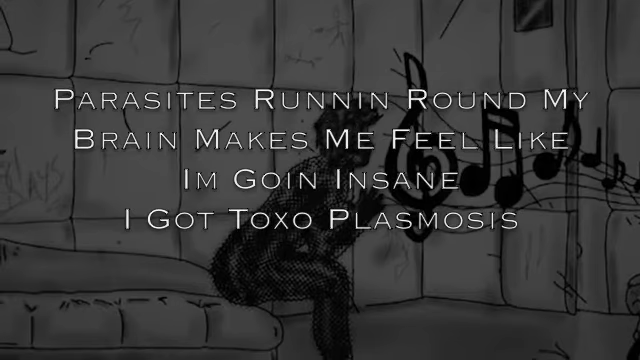 Parasites Runnin Round My
Brain Makes Me Feel Like
Im Goin Insane
I Got Toxo Plasmosis